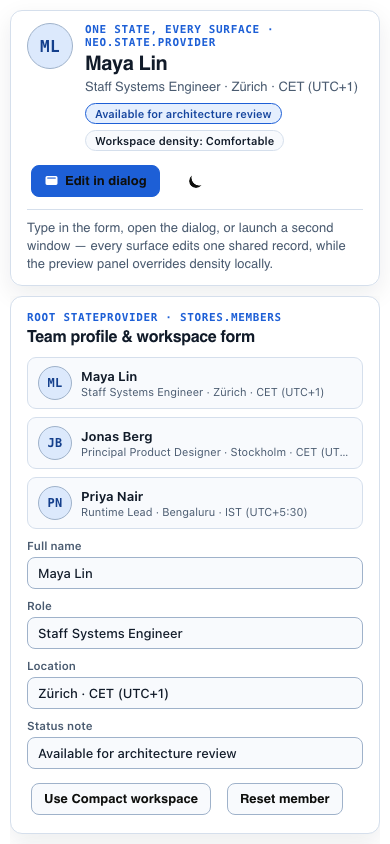 ML
ONE STATE, EVERY SURFACE ·
NEO.STATE.PROVIDER
Maya Lin
Staff Systems Engineer · Zürich · CET (UTC+1)
Available for architecture review
Workspace density: Comfortable
Edit in dialog
Type in the form, open the dialog, or launch a second
window — every surface edits one shared record, while
the preview panel overrides density locally.
ROOT STATEPROVIDER · STORES.MEMBERS
Team profile & workspace form
ML
Maya Lin
Staff Systems Engineer · Zürich · CET (UTC+1)
JB
Jonas Berg
Principal Product Designer · Stockholm · CET (UT...
PN
Priya Nair
Runtime Lead · Bengaluru · IST (UTC+5:30)
Full name
Maya Lin
Role
Staff Systems Engineer
Location
Zürich · CET (UTC+1)
Status note
Available for architecture review
Use Compact workspace
Reset member